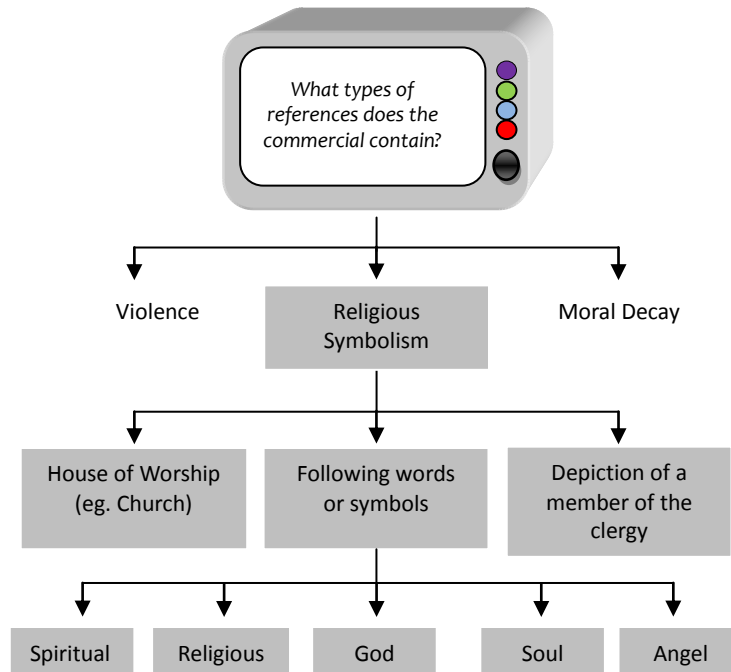 What types of
references does the
commercial contain?
Violence
Religious
Symbolism
Moral Decay
House of Worship
(eg. Church)
Following words
or symbols
Depiction of a
member of the
clergy
Spiritual
Religious
God
Soul
Angel